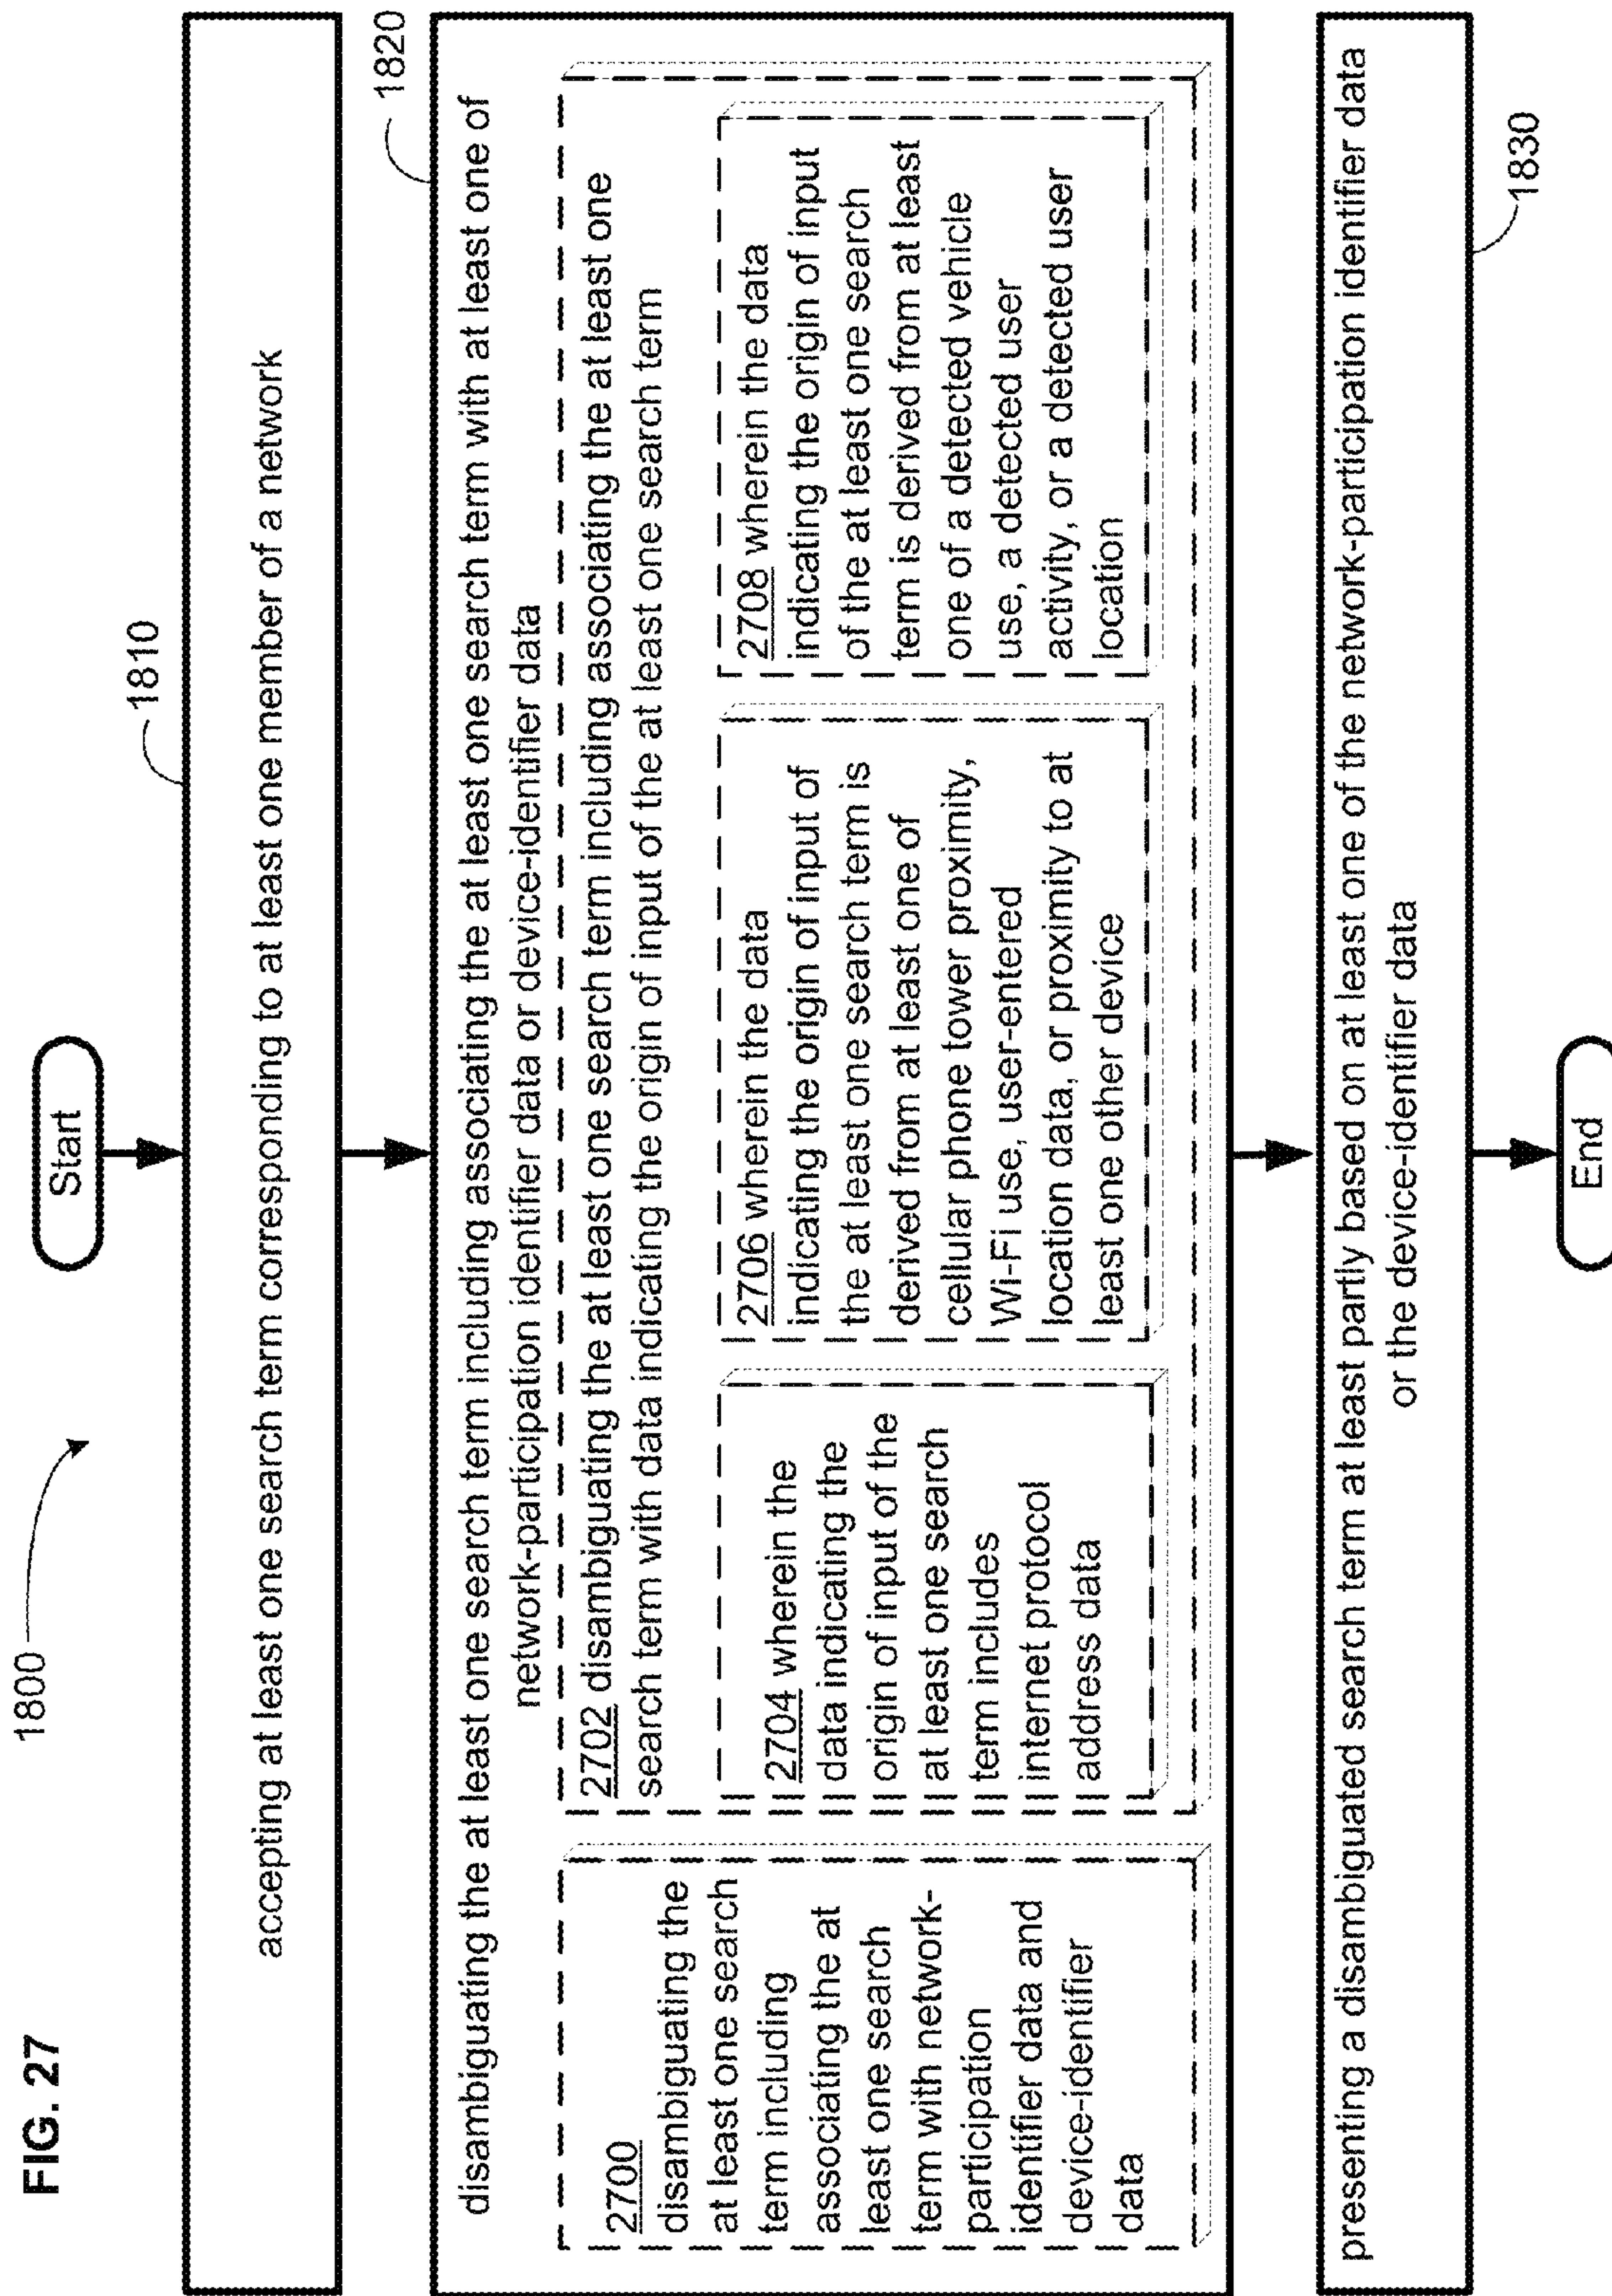 FIG. 27
1800
Start
1810
accepting at least one search term corresponding to at least one member of a network
1820
disambiguating the at least one search term including associating the at least one search term with at least one of
network-participation identifier data or device-identifier data
2700
disambiguating the
at least one search
term including
associating the at
least one search
term with network-
participation
identifier data and
device-identifier
data
2702 disambiguating the at least one search term including associating the at least one
search term with data indicating the origin of input of the at least one search term
2704 wherein the
data indicating the
origin of input of the
at least one search
term includes
internet protocol
address data
2706 wherein the data
indicating the origin of input of
the at least one search term is
derived from at least one of
cellular phone tower proximity,
Wi-Fi use, user-entered
location data, or proximity to at
least one other device
2708 wherein the data
indicating the origin of input
of the at least one search
term is derived from at least
one of a detected vehicle
use, a detected user
activity, or a detected user
location
presenting a disambiguated search term at least partly based on at least one of the network-participation identifier data
or the device-identifier data
1830
End